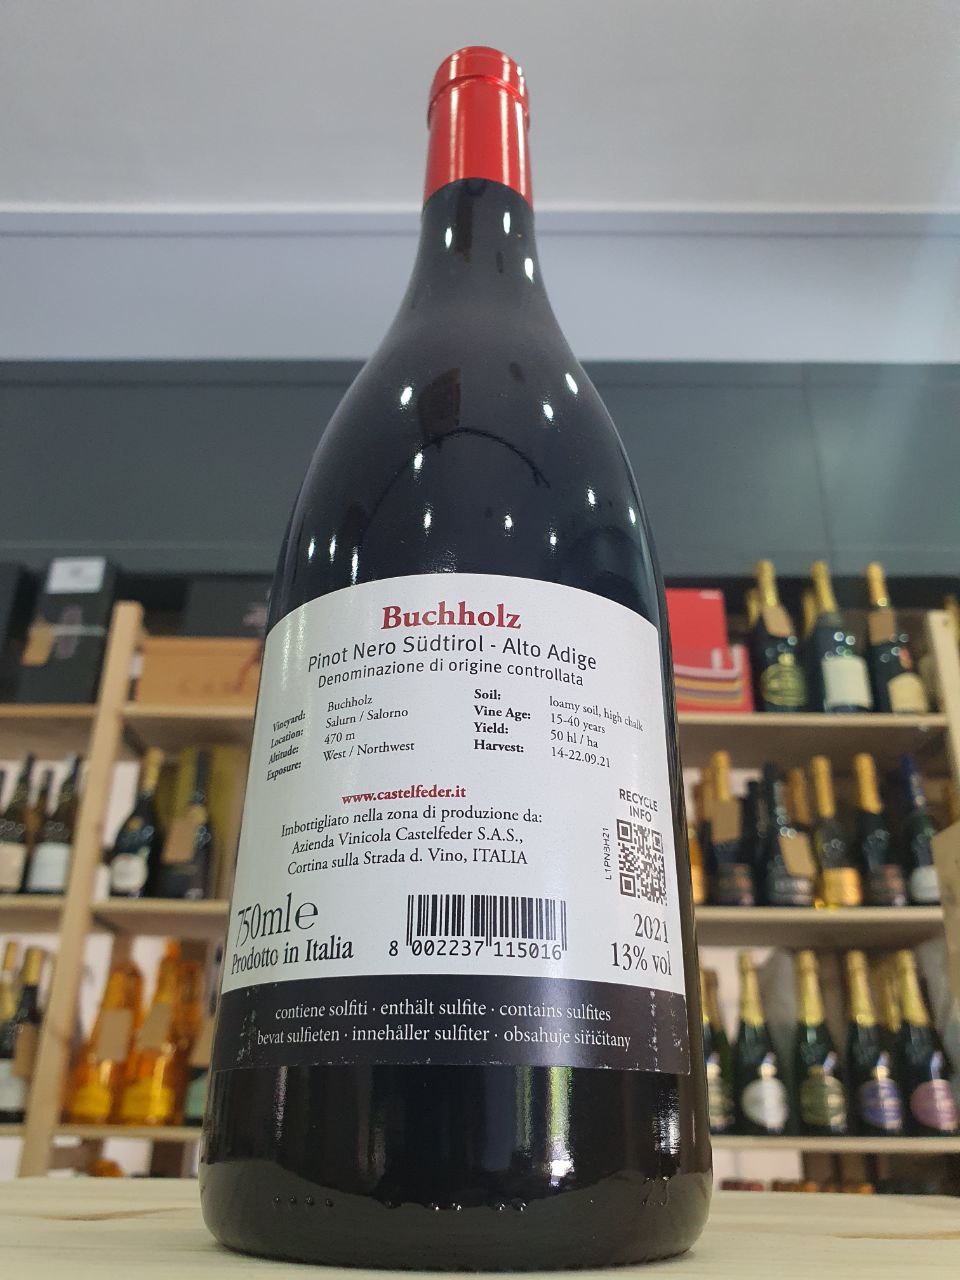 Buchholz
Pinot Nero Südtirol - Alto Adige
Denominazione di origine controllata
Vineyard: Buchholz
Location: Salurn / Salorno
Altitude: 470 m
Exposure: West / Northwest
Soil: loamy soil, high chalk
Vine Age: 15-40 years
Yield: 50 hl / ha
Harvest: 14-22.09.21
www.castelfeder.it
Imbottigliato nella zona di produzione da:
Azienda Vinicola Castelfeder S.A.S.,
Cortina sulla Strada d. Vino, ITALIA
RECYCLE
INFO
L1PNBH21
750mle
Prodotto in Italia
8 002237 115016
2021
13% vol
contiene solfiti · enthält sulfite · contains sulfites
bevat sulfieten · innehåller sulfiter · obsahuje siřičitany